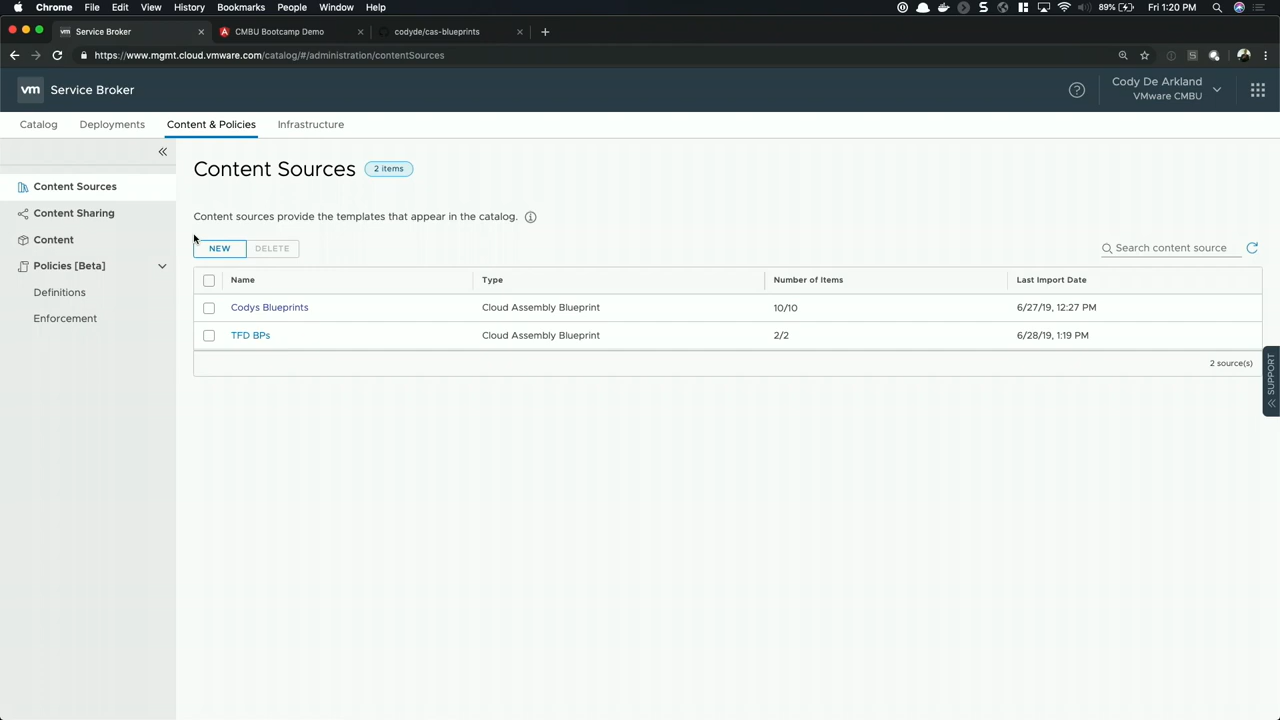 Chrome File Edit View History Bookmarks People Window Help 89% Fri 1:20 PM
vm Service Broker CMBU Bootcamp Demo codyde/cas-blueprints
https://www.mgmt.cloud.vmware.com/catalog/#/administration/contentSources
vm Service Broker
Cody De Arkland
VMware CMBU
Catalog Deployments Content & Policies Infrastructure
Content Sources
Content Sharing
Content
Policies [Beta]
Definitions
Enforcement
Content Sources 2 items
Content sources provide the templates that appear in the catalog.
NEW DELETE Search content source
Name Type Number of Items Last Import Date
Codys Blueprints Cloud Assembly Blueprint 10/10 6/27/19, 12:27 PM
TFD BPs Cloud Assembly Blueprint 2/2 6/28/19, 1:19 PM
2 source(s)
SUPPORT